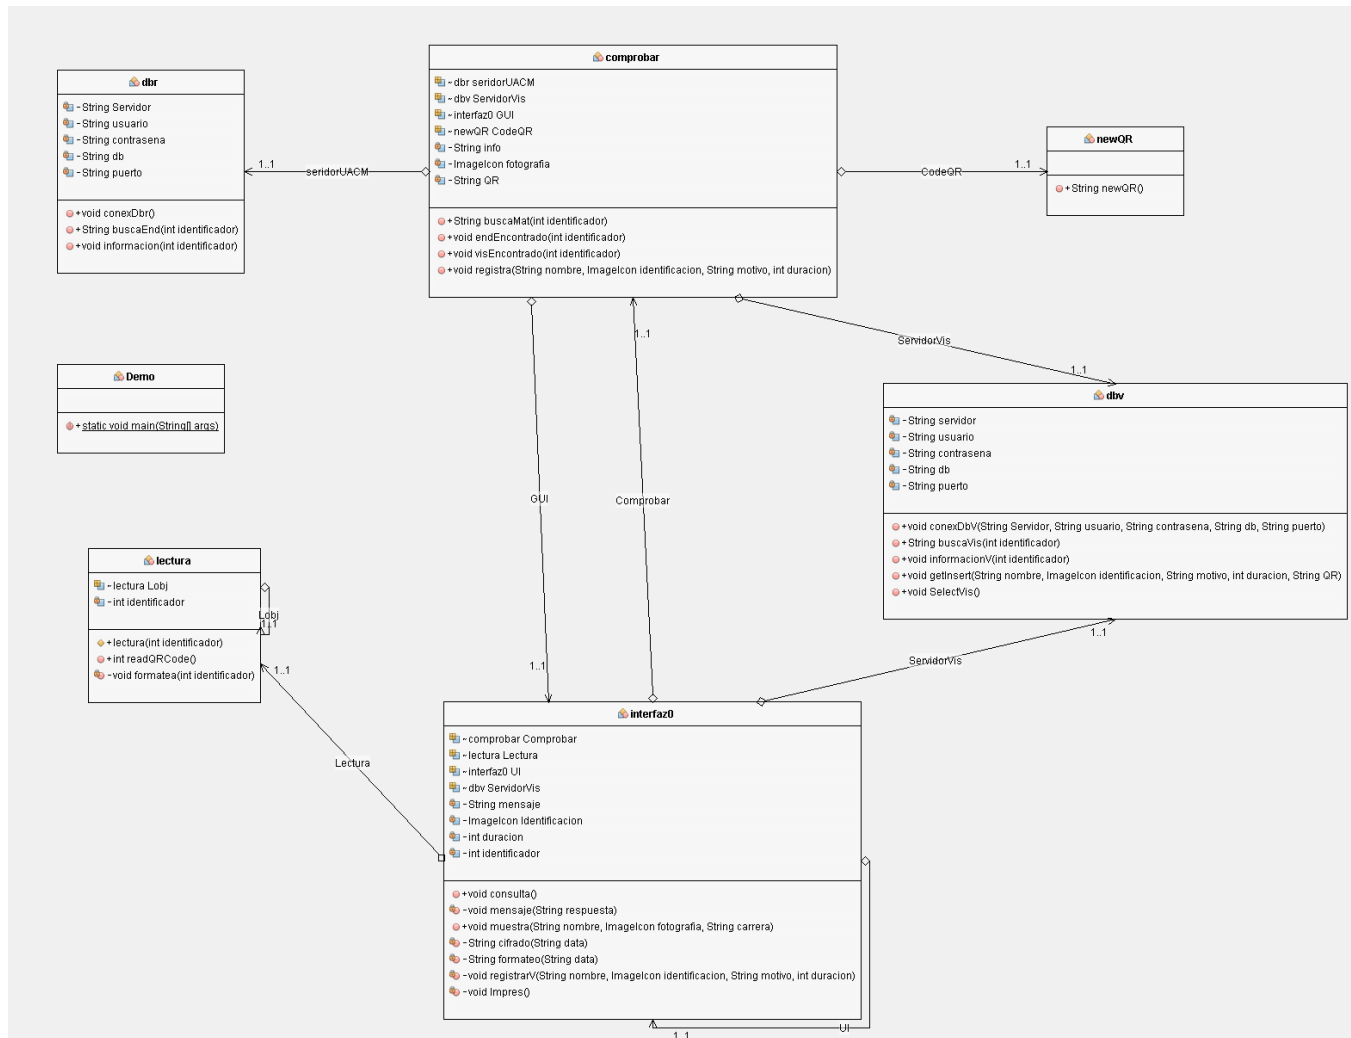 comprobar
~dbr seridorUACM
~dbv ServidorVis
~interfaz0 GUI
~newQR CodeQR
-String info
-ImageIcon fotografia
-String QR
+String buscaMat(int identificador)
+void endEncontrado(int identificador)
+void visEncontrado(int identificador)
+void registra(String nombre, ImageIcon identificacion, String motivo, int duracion)
dbr
-String Servidor
-String usuario
-String contrasena
-String db
-String puerto
+void conexDbr()
+String buscaEnd(int identificador)
+void informacion(int identificador)
1..1
seridorUACM
CodeQR
1..1
newQR
+String newQR()
1..1
ServidorVis
1..1
Demo
+static void main(String[] args)
dbv
-String servidor
-String usuario
-String contrasena
-String db
-String puerto
+void conexDbV(String Servidor, String usuario, String contrasena, String db, String puerto)
+String buscaVis(int identificador)
+void informacionV(int identificador)
+void getInsert(String nombre, ImageIcon identificacion, String motivo, int duracion, String QR)
+void SelectVis()
GUI
Comprobar
lectura
~lectura Lobj
-int identificador
+lectura(int identificador)
+int readQRCode()
-void formatea(int identificador)
Lobj
1..1
1..1
1..1
ServidorVis
1..1
Lectura
interfaz0
~comprobar Comprobar
~lectura Lectura
~interfaz0 UI
~dbv ServidorVis
-String mensaje
-ImageIcon Identificacion
-int duracion
-int identificador
+void consulta()
-void mensaje(String respuesta)
+void muestra(String nombre, ImageIcon fotografia, String carrera)
-String cifrado(String data)
-String formateo(String data)
-void registrarV(String nombre, ImageIcon identificacion, String motivo, int duracion)
-void Impres()
UI
1..1